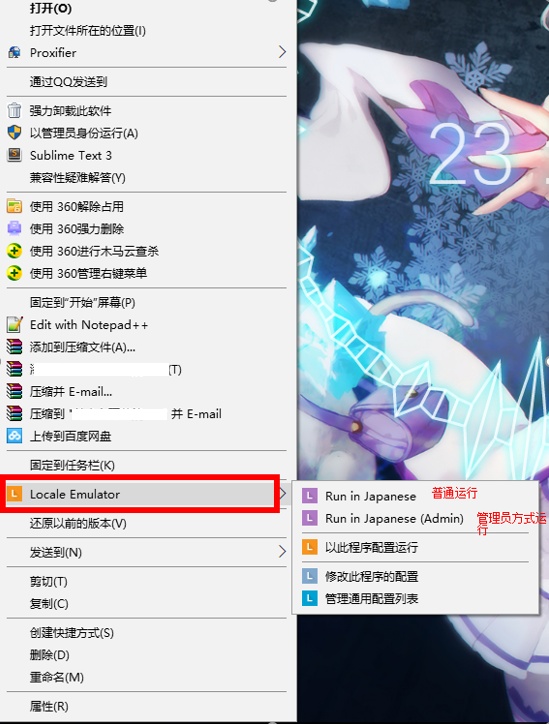 打开(O)
打开文件所在的位置(I)
Proxifier
通过QQ发送到
强力卸载此软件
以管理员身份运行(A)
Sublime Text 3
兼容性疑难解答(Y)
使用 360解除占用
使用 360强力删除
使用 360进行木马云查杀
使用 360管理右键菜单
固定到"开始"屏幕(P)
Edit with Notepad++
添加到压缩文件(A)...
(T)
压缩并 E-mail...
压缩到 " 并 E-mail
上传到百度网盘
固定到任务栏(K)
Locale Emulator
还原以前的版本(V)
发送到(N)
剪切(T)
复制(C)
创建快捷方式(S)
删除(D)
重命名(M)
属性(R)
Run in Japanese 普通运行
Run in Japanese (Admin) 管理员方式运
行
以此程序配置运行
修改此程序的配置
管理通用配置列表
23